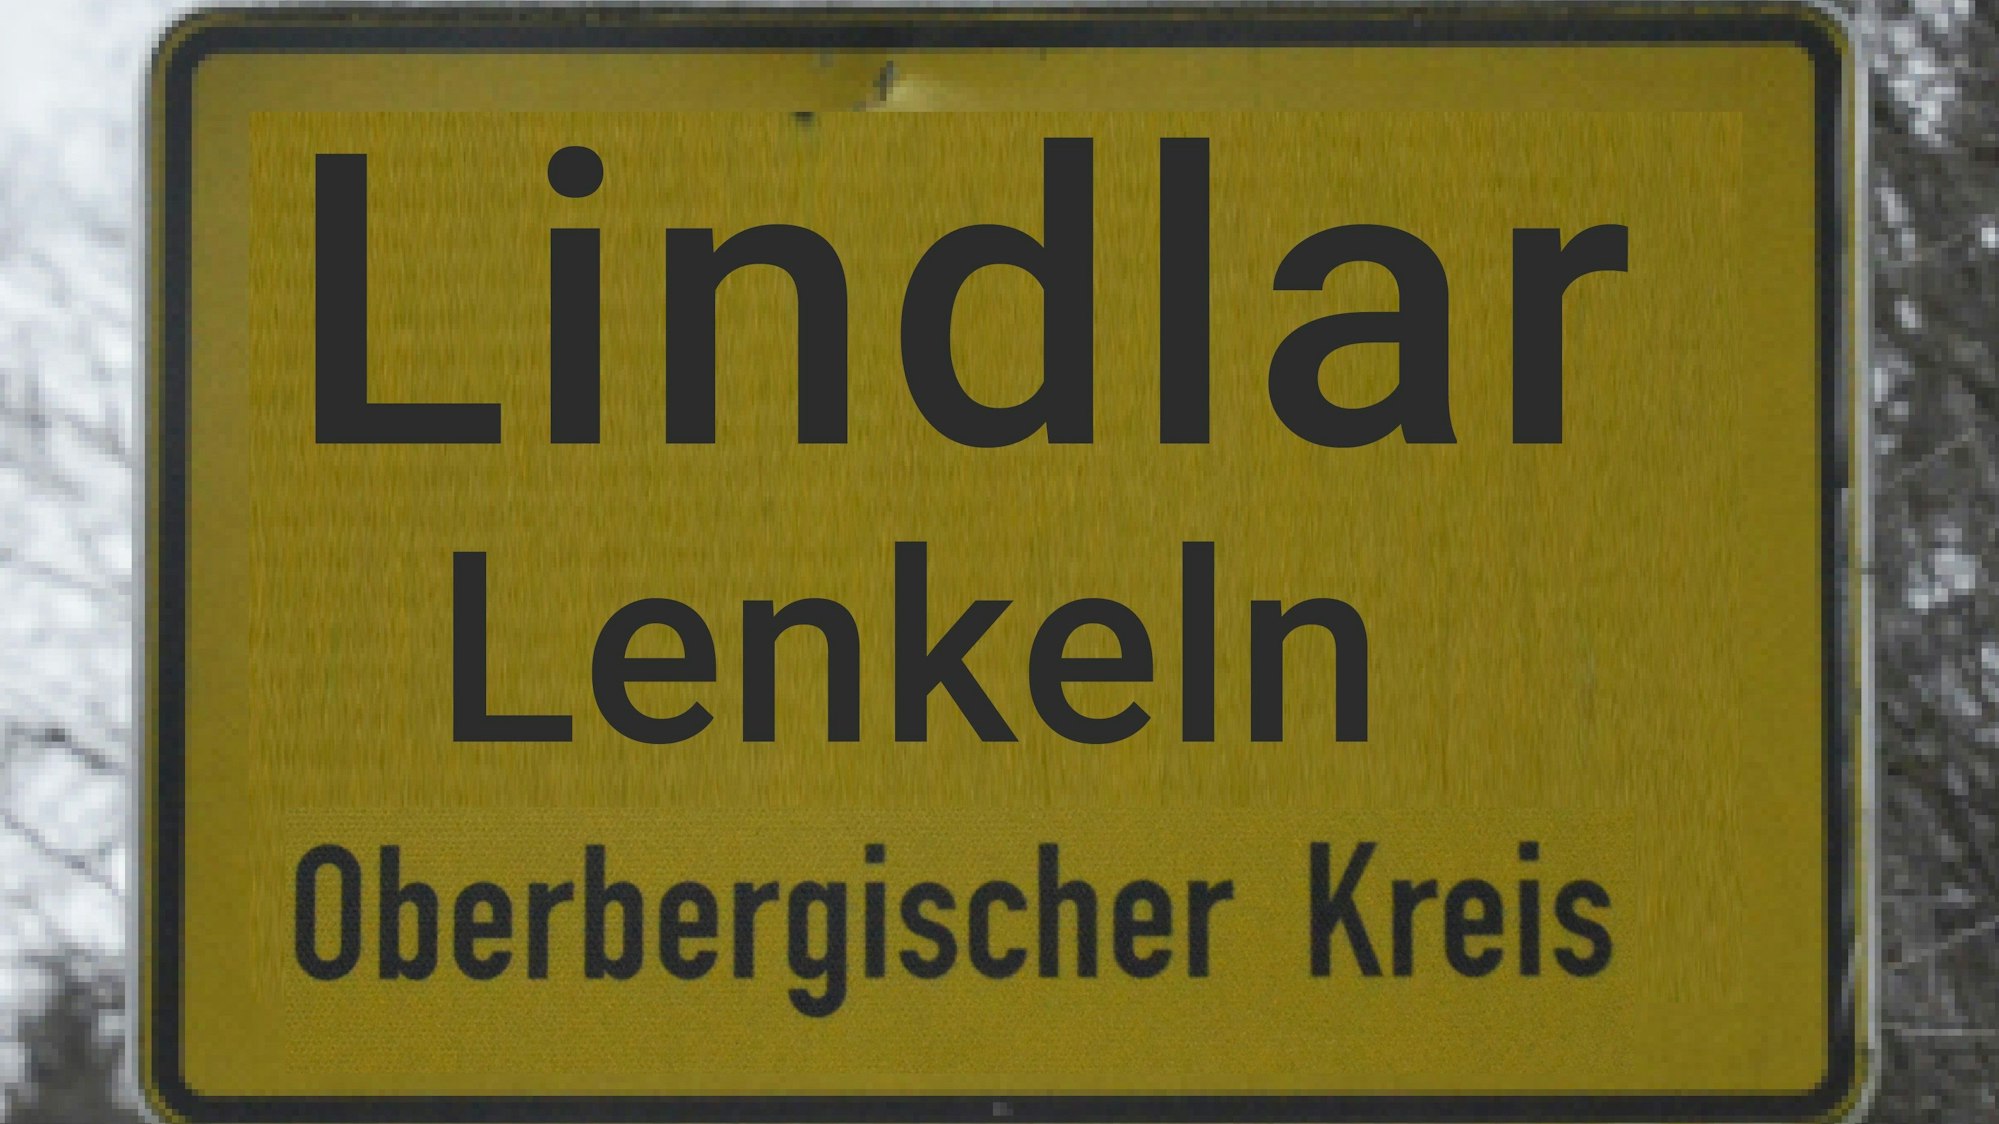 Lindlar
Lenkeln
Oberbergischer Kreis